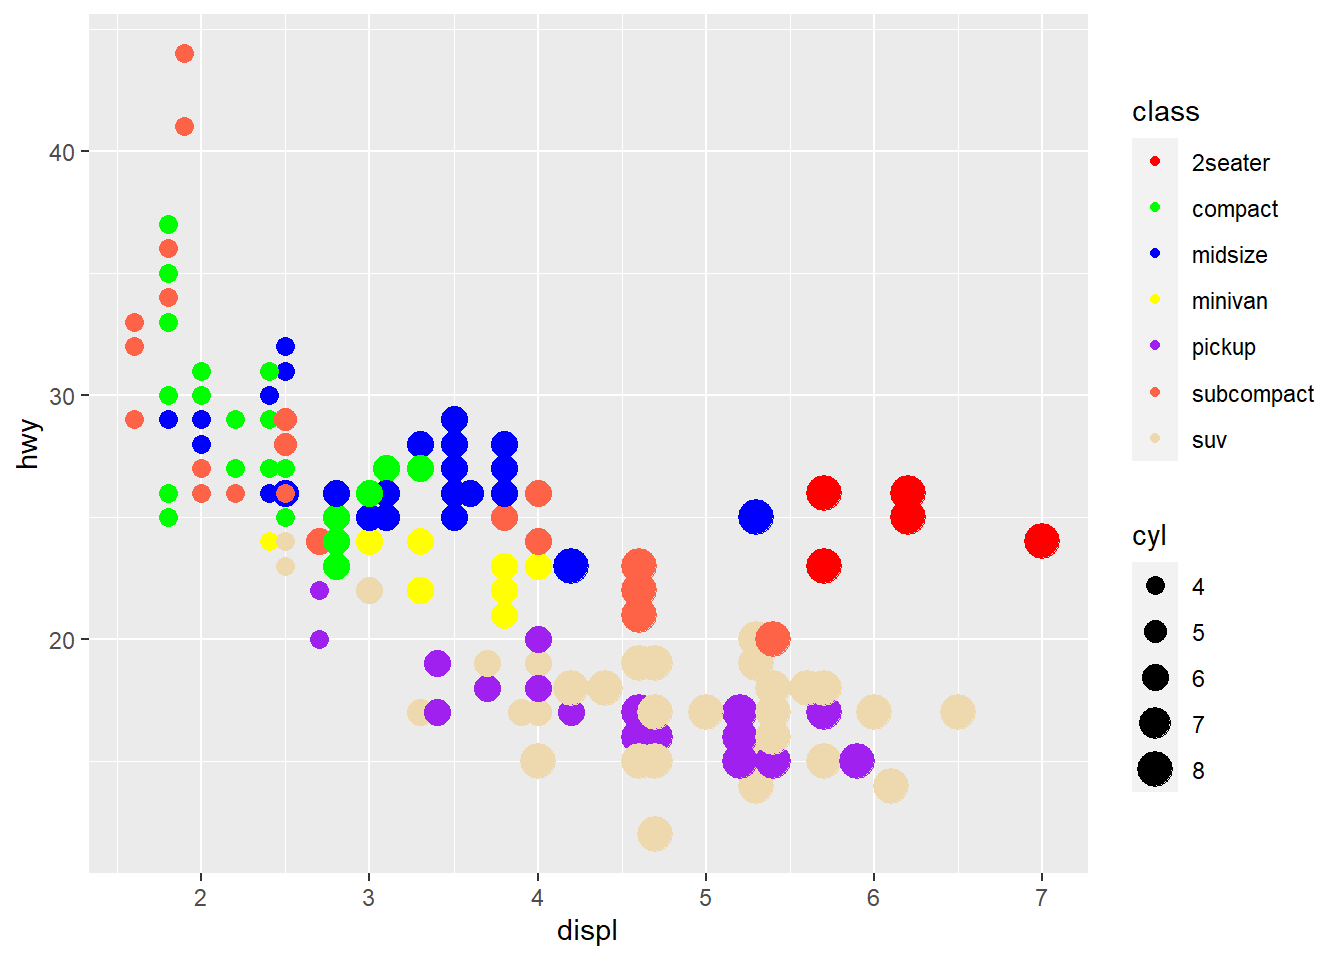 hwy
40
30
20
2
3
4
5
6
7
displ
class
2seater
compact
midsize
minivan
pickup
subcompact
suv
cyl
4
5
6
7
8